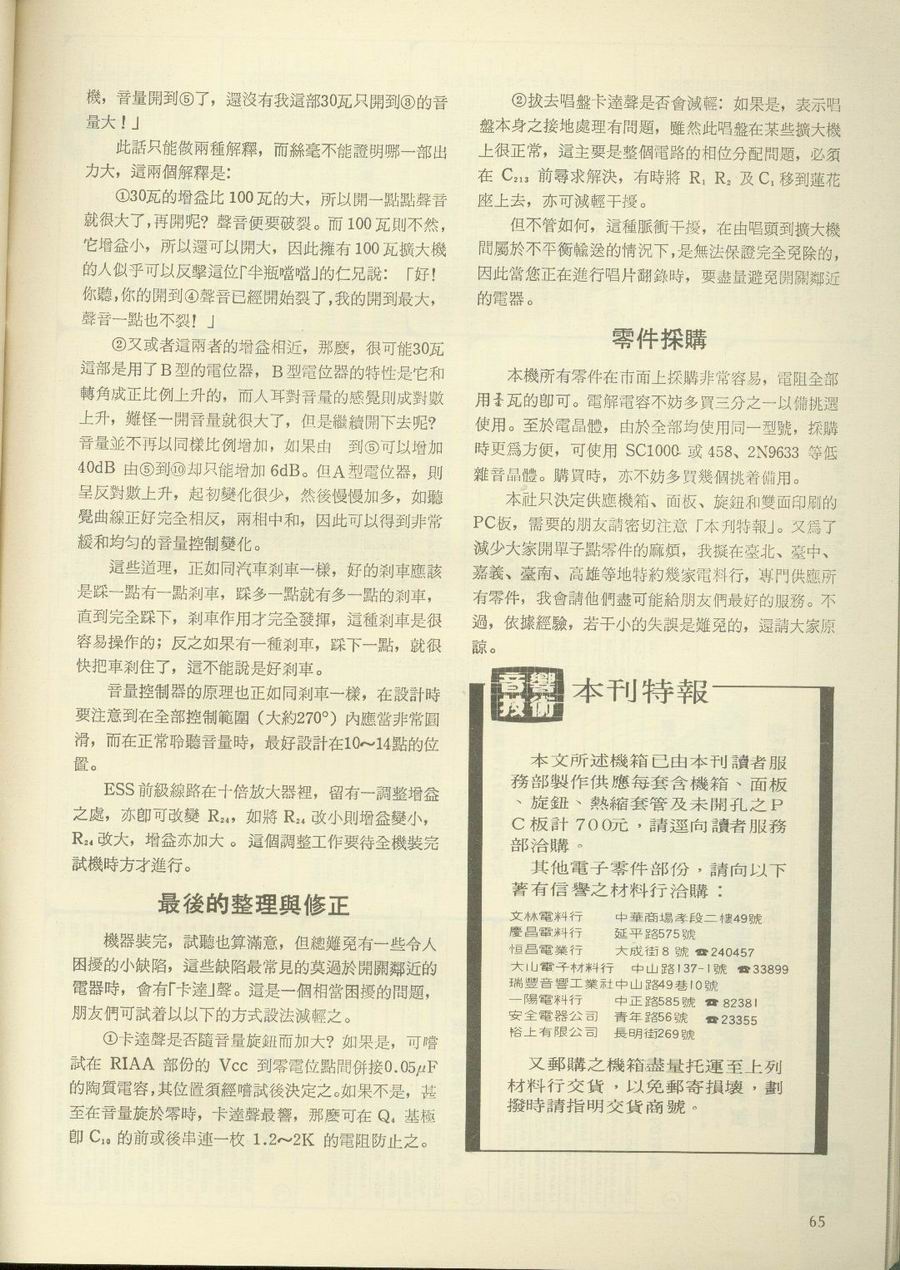 機，音量開到⑤了，還沒有我這部30瓦只開到③的音
量大！」
此話只能做兩種解釋，而絲毫不能證明哪一部出
力大，這兩個解釋是：
①30瓦的增益比 100 瓦的大，所以開一點點聲音
就很大了，再開呢？聲音便要破裂。而 100 瓦則不然，
它增益小，所以還可以開大，因此擁有 100 瓦擴大機
的人似乎可以反擊這位「半瓶噹噹」的仁兄說：「好！
你聽，你的開到④聲音已經開始裂了，我的開到最大，
聲音一點也不裂！」
②又或者這兩者的增益相近，那麼，很可能30瓦
這部是用了B型的電位器，B型電位器的特性是它和
轉角成正比例上升的，而人耳對音量的感覺則成對數
上升，難怪一開音量就很大了，但是繼續開下去呢？
音量並不再以同樣比例增加，如果由　到⑤可以增加
40dB 由⑤到⑩却只能增加 6dB。但A型電位器，則
呈反對數上升，起初變化很少，然後慢慢加多，如聽
覺曲線正好完全相反，兩相中和，因此可以得到非常
緩和均勻的音量控制變化。
這些道理，正如同汽車剎車一樣，好的剎車應該
是踩一點有一點剎車，踩多一點就有多一點的剎車，
直到完全踩下，剎車作用才完全發揮，這種剎車是很
容易操作的；反之如果有一種剎車，踩下一點，就很
快把車剎住了，這不能說是好剎車。
音量控制器的原理也正如同剎車一樣，在設計時
要注意到在全部控制範圍（大約270°）內應當非常圓
滑，而在正常聆聽音量時，最好設計在10～14點的位
置。
ESS 前級線路在十倍放大器裡，留有一調整增益
之處，亦卽可改變 R₂₄，如將 R₂₄ 改小則增益變小，
R₂₄ 改大，增益亦加大。這個調整工作要待全機裝完
試機時方才進行。
最後的整理與修正
機器裝完，試聽也算滿意，但總難免有一些令人
困擾的小缺陷，這些缺陷最常見的莫過於開關鄰近的
電器時，會有「卡達」聲。這是一個相當困擾的問題，
朋友們可試着以以下的方式設法減輕之。
①卡達聲是否隨音量旋鈕而加大？如果是，可嚐
試在 RIAA 部份的 Vcc 到零電位點間併接0.05μF
的陶質電容，其位置須經嚐試後決定之。如果不是，甚
至在音量旋於零時，卡達聲最響，那麼可在 Q₄ 基極
卽 C₁₀ 的前或後串連一枚 1.2～2K 的電阻防止之。
②拔去唱盤卡達聲是否會減輕：如果是，表示唱
盤本身之接地處理有問題，雖然此唱盤在某些擴大機
上很正常，這主要是整個電路的相位分配問題，必須
在 C₂₁₃ 前尋求解決，有時將 R₁ R₂ 及 C₁ 移到蓮花
座上去，亦可減輕干擾。
但不管如何，這種脈衝干擾，在由唱頭到擴大機
間屬於不平衡輸送的情況下，是無法保證完全免除的，
因此當您正在進行唱片翻錄時，要盡量避免開關鄰近
的電器。
零件採購
本機所有零件在市面上採購非常容易，電阻全部
用¼瓦的卽可。電解電容不妨多買三分之一以備挑選
使用。至於電晶體，由於全部均使用同一型號，採購
時更爲方便，可使用 SC1000 或 458、2N9633 等低
雜音晶體。購買時，亦不妨多買幾個挑着備用。
本社只決定供應機箱、面板、旋鈕和雙面印刷的
PC板，需要的朋友請密切注意「本刋特報」。又爲了
減少大家開單子點零件的麻煩，我擬在臺北、臺中、
嘉義、臺南、高雄等地特約幾家電料行，專門供應所
有零件，我會請他們盡可能給朋友們最好的服務。不
過，依據經驗，若干小的失誤是難免的，還請大家原
諒。
音響
技術
本刊特報
本文所述機箱已由本刊讀者服
務部製作供應每套含機箱、面板
、旋鈕、熱縮套管及未開孔之P
C板計 700元，請逕向讀者服務
部洽購。
其他電子零件部份，請向以下
著有信譽之材料行洽購：
文林電料行　中華商場孝段二樓49號
慶昌電料行　延平路575號
恒昌電業行　大成街8號 ☎240457
大山電子材料行　中山路137-1號 ☎33899
瑞豐音響工業社中山路49巷10號
一陽電料行　中正路585號 ☎82381
安全電器公司　青年路56號 ☎23355
裕上有限公司　長明街269號
又郵購之機箱盡量托運至上列
材料行交貨，以免郵寄損壞，劃
撥時請指明交貨商號。
65